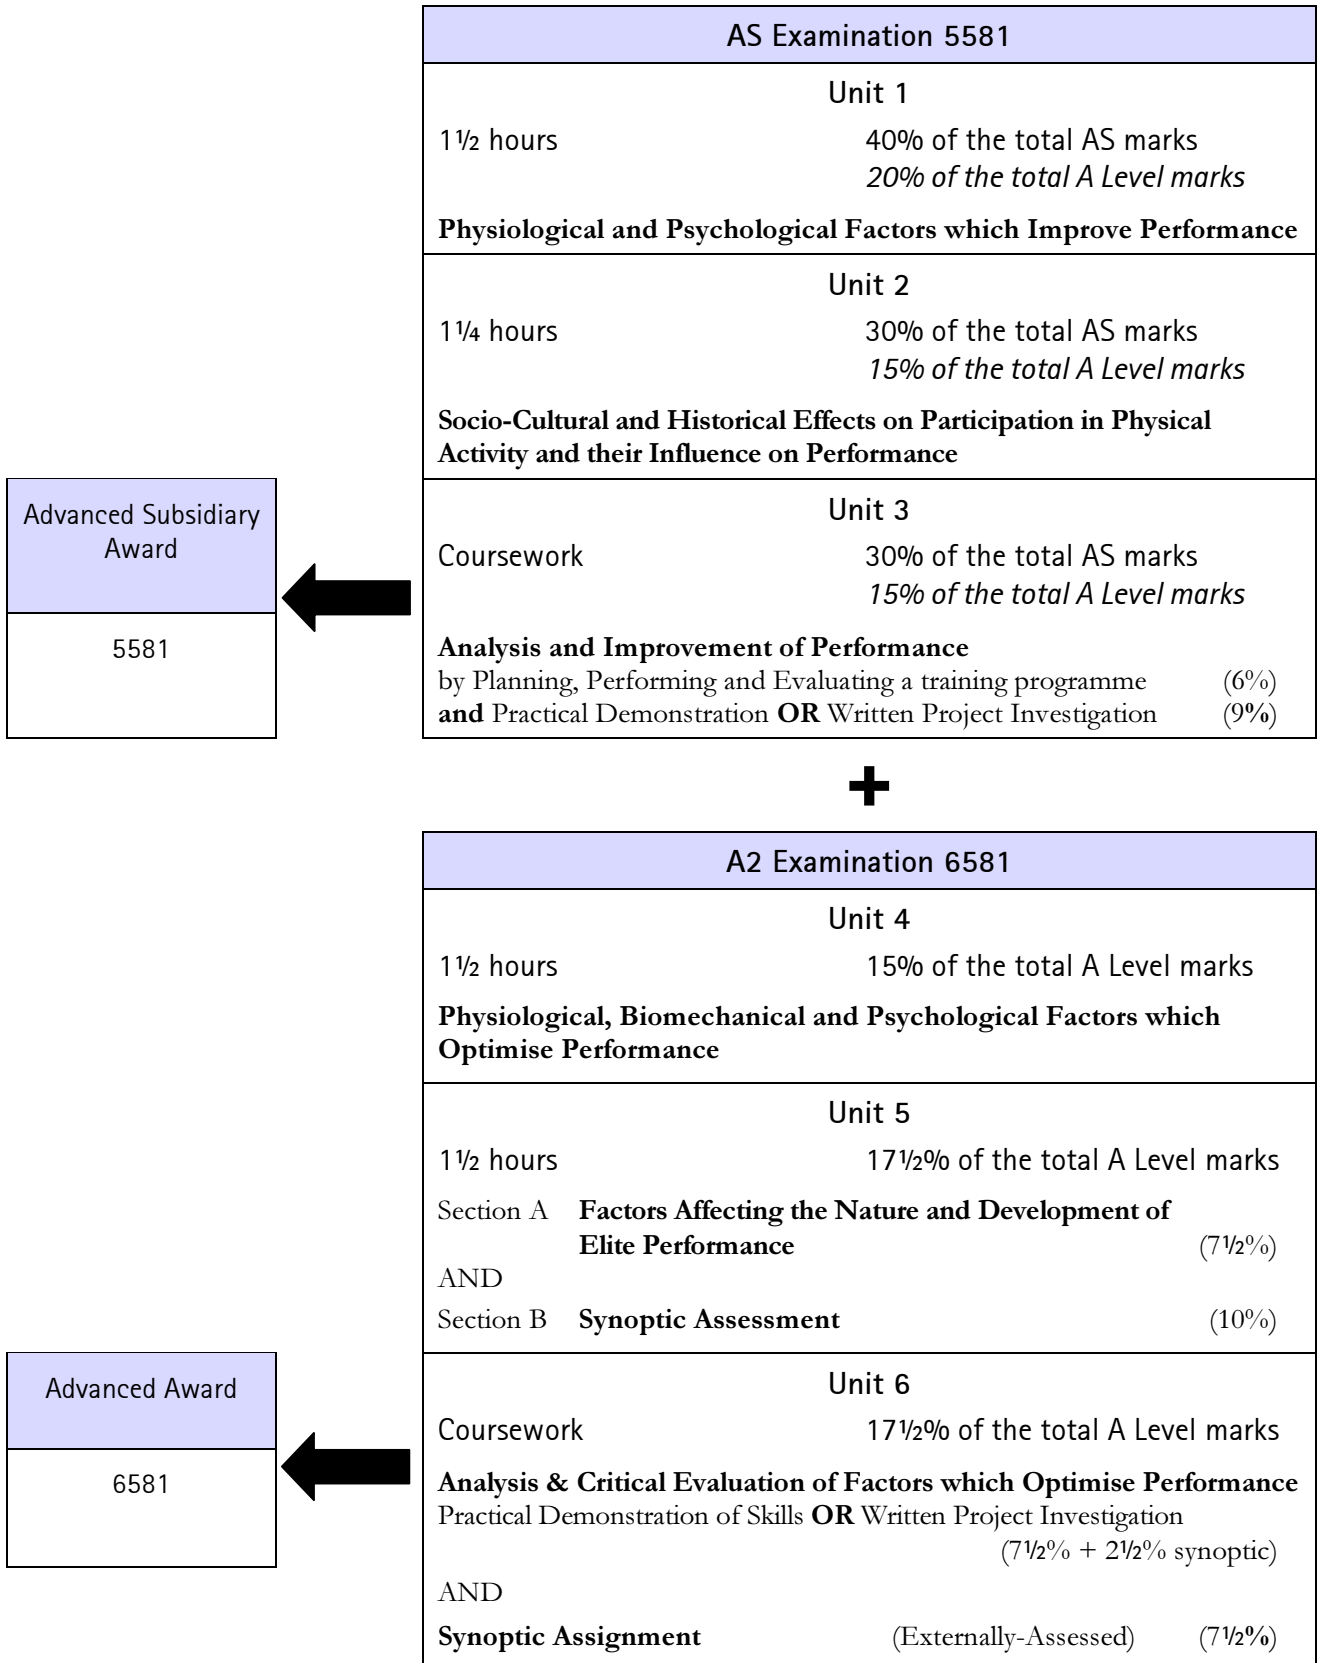 AS Examination 5581
Unit 1
1½ hours 40% of the total AS marks
20% of the total A Level marks
Physiological and Psychological Factors which Improve Performance
Unit 2
1¼ hours 30% of the total AS marks
15% of the total A Level marks
Socio-Cultural and Historical Effects on Participation in Physical
Activity and their Influence on Performance
Advanced Subsidiary
Award
5581
Unit 3
Coursework 30% of the total AS marks
15% of the total A Level marks
Analysis and Improvement of Performance
by Planning, Performing and Evaluating a training programme (6%)
and Practical Demonstration OR Written Project Investigation (9%)
+
A2 Examination 6581
Unit 4
1½ hours 15% of the total A Level marks
Physiological, Biomechanical and Psychological Factors which
Optimise Performance
Unit 5
1½ hours 17½% of the total A Level marks
Section A Factors Affecting the Nature and Development of
Elite Performance (7½%)
AND
Section B Synoptic Assessment (10%)
Advanced Award
6581
Unit 6
Coursework 17½% of the total A Level marks
Analysis & Critical Evaluation of Factors which Optimise Performance
Practical Demonstration of Skills OR Written Project Investigation
(7½% + 2½% synoptic)
AND
Synoptic Assignment (Externally-Assessed) (7½%)